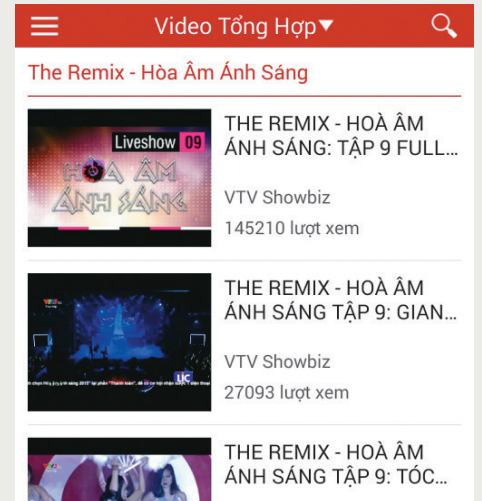 Video Tổng Hợp
The Remix - Hòa Âm Ánh Sáng
Liveshow 09
HOÀ ÂM
ÁNH SÁNG
THE REMIX - HOÀ ÂM
ÁNH SÁNG: TẬP 9 FULL...
VTV Showbiz
145210 lượt xem
THE REMIX - HOÀ ÂM
ÁNH SÁNG TẬP 9: GIAN...
VTV Showbiz
27093 lượt xem
THE REMIX - HOÀ ÂM
ÁNH SÁNG TẬP 9: TÓC...